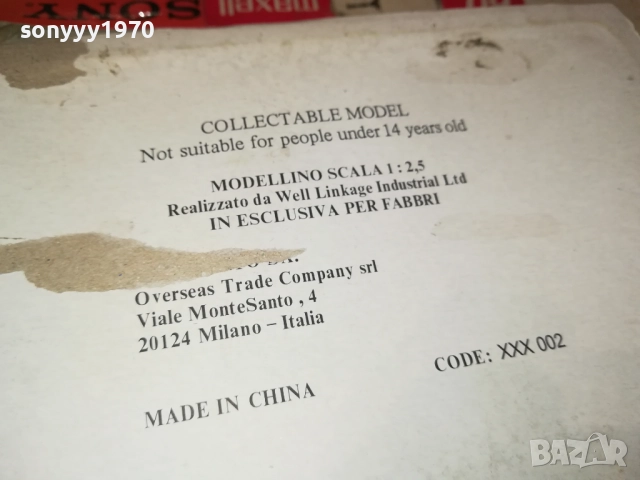 sonyyy1970
SONY maxell
COLLECTABLE MODEL
Not suitable for people under 14 years old
MODELLINO SCALA 1 : 2,5
Realizzato da Well Linkage Industrial Ltd
IN ESCLUSIVA PER FABBRI
Overseas Trade Company srl
Viale MonteSanto , 4
20124 Milano – Italia
CODE: XXX 002
MADE IN CHINA
BAZAR